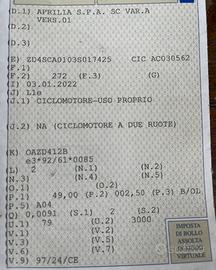 (D.1) APRILIA S.P.A. SC VAR.A
VERS.01
(D.2)
(D.3)
(E) ZD4SCA0103S017425 CIC AC030562
(F.1)
(F.2) 272 (F.3) (G)
(I) 03.01.2022
(J) L1e
(J.1) CICLOMOTORE-USO PROPRIO
(J.2) NA (CICLOMOTORE A DUE RUOTE)
(K) OAZD412B
e3*92/61*0085
(L) 2 (N.1) (N.2)
(N.3) (N.4) (N.5)
(O.1) (O.2)
(P.1) 49,00 (P.2) 002,50 (P.3) B/OL
(P.5) A04
(Q) 0,0091 (S.1) 2 (S.2)
(U.1) 79 (U.2) 3000
(V.1) (V.2)
(V.3) (V.5)
(V.6) (V.7)
(V.9) 97/24/CE
IMPOSTA
DI BOLLO
ASSOLTA
VIRTUALE